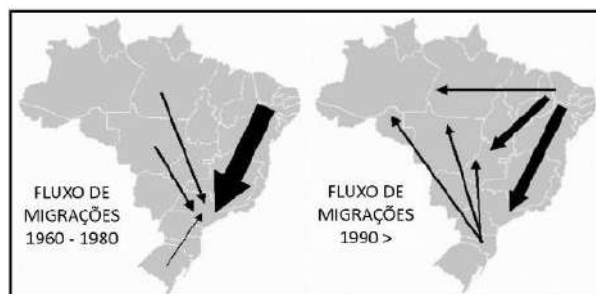 FLUXO DE
MIGRAÇÕES
1960 - 1980
FLUXO DE
MIGRAÇÕES
1990 >